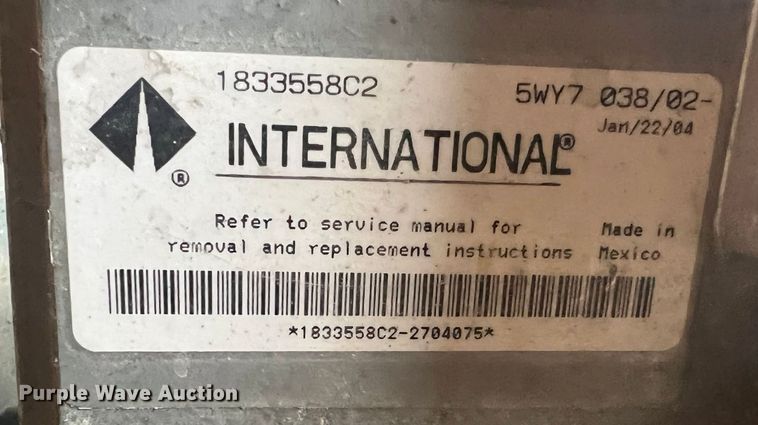 1833558C2 5WY7 038/02-
Jan/22/04
INTERNATIONAL®
®
Refer to service manual for Made in
removal and replacement instructions Mexico
*1833558C2-2704075*
Purple Wave Auction